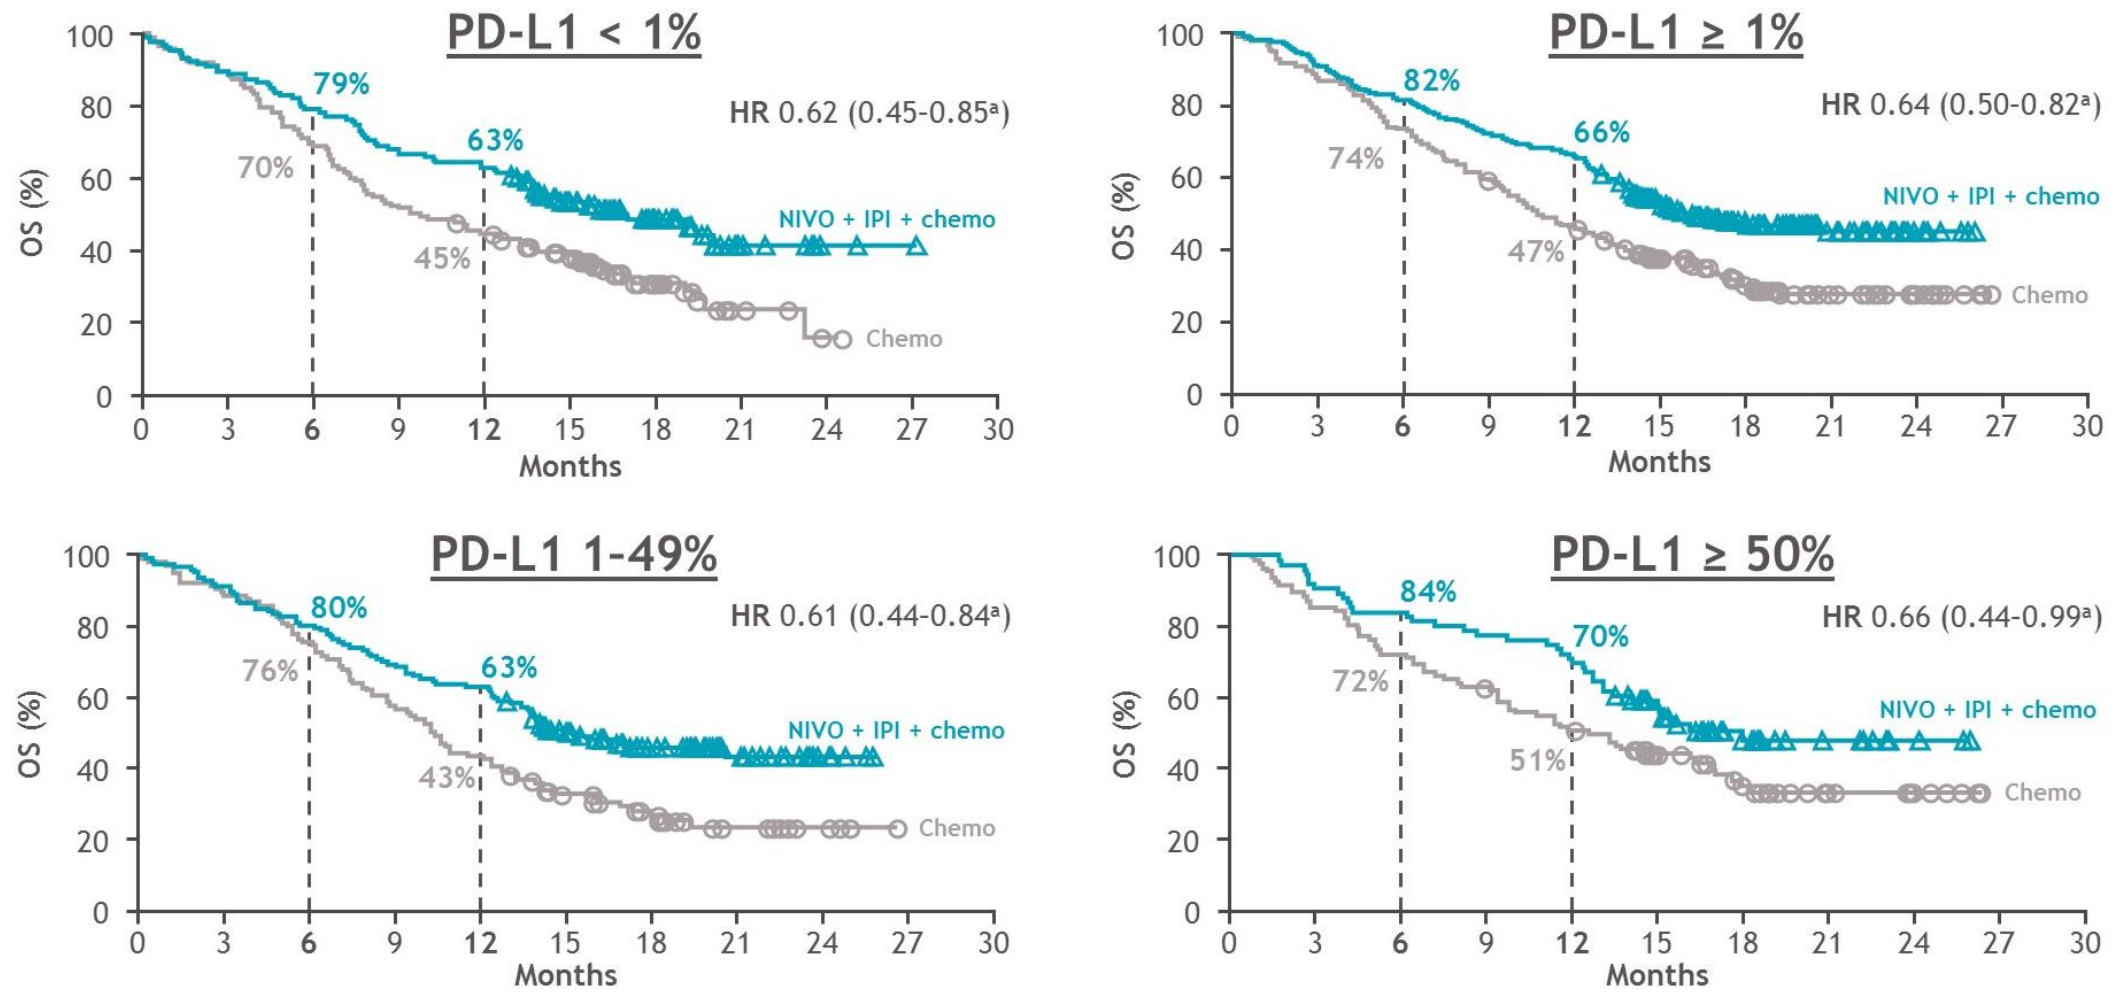 PD-L1 < 1%
HR 0.62 (0.45-0.85ᵃ)
OS (%)
100
80
60
40
20
0
79%
63%
70%
45%
NIVO + IPI + chemo
Chemo
0 3 6 9 12 15 18 21 24 27 30
Months
PD-L1 ≥ 1%
HR 0.64 (0.50-0.82ᵃ)
OS (%)
100
80
60
40
20
0
82%
66%
74%
47%
NIVO + IPI + chemo
Chemo
0 3 6 9 12 15 18 21 24 27 30
Months
PD-L1 1-49%
HR 0.61 (0.44-0.84ᵃ)
OS (%)
100
80
60
40
20
0
80%
63%
76%
43%
NIVO + IPI + chemo
Chemo
0 3 6 9 12 15 18 21 24 27 30
Months
PD-L1 ≥ 50%
HR 0.66 (0.44-0.99ᵃ)
OS (%)
100
80
60
40
20
0
84%
70%
72%
51%
NIVO + IPI + chemo
Chemo
0 3 6 9 12 15 18 21 24 27 30
Months